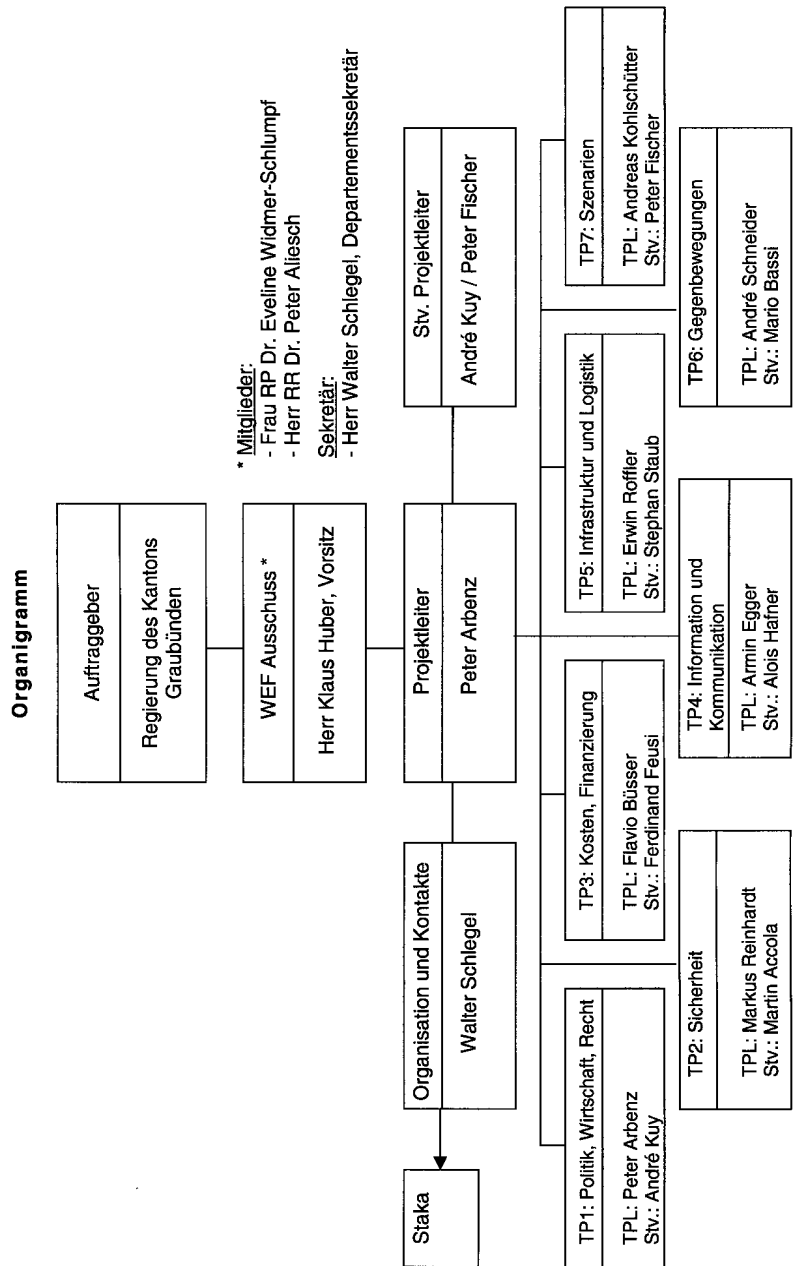 Organigramm
Auftraggeber
Regierung des Kantons
Graubünden
WEF Ausschuss *
Herr Klaus Huber, Vorsitz
* Mitglieder:
- Frau RP Dr. Eveline Widmer-Schlumpf
- Herr RR Dr. Peter Aliesch
Sekretär:
- Herr Walter Schlegel, Departementssekretär
Staka
Organisation und Kontakte
Walter Schlegel
Projektleiter
Peter Arbenz
Stv. Projektleiter
André Kuy / Peter Fischer
TP1: Politik, Wirtschaft, Recht
TPL: Peter Arbenz
Stv.: André Kuy
TP3: Kosten, Finanzierung
TPL: Flavio Büsser
Stv.: Ferdinand Feusi
TP5: Infrastruktur und Logistik
TPL: Erwin Roffler
Stv.: Stephan Staub
TP7: Szenarien
TPL: Andreas Kohlschütter
Stv.: Peter Fischer
TP2: Sicherheit
TPL: Markus Reinhardt
Stv.: Martin Accola
TP4: Information und
Kommunikation
TPL: Armin Egger
Stv.: Alois Hafner
TP6: Gegenbewegungen
TPL: André Schneider
Stv.: Mario Bassi